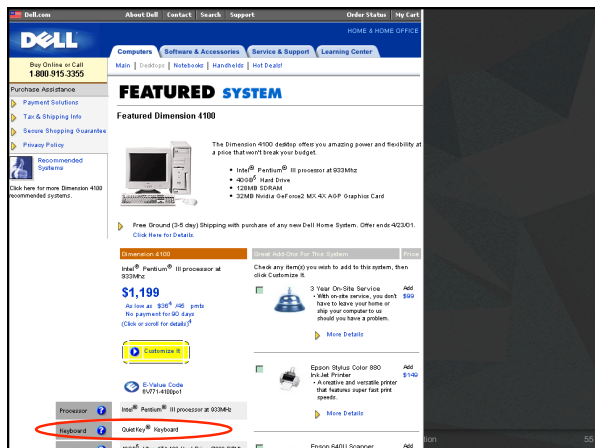 Dell.com About Dell | Contact | Search Support Order Status | My Cart
DELL
HOME & HOME OFFICE
Computers Software & Accessories Service & Support Learning Center
Buy Online or Call
1-800-915-3355
Main | Desktops | Notebooks | Handhelds | Hot Deals!
Purchase Assistance
Payment Solutions
Tax & Shipping Info
Secure Shopping Guarantee
Privacy Policy
Recommended
Systems
Click here for more Dimension 4100
recommended systems.
FEATURED SYSTEM
Featured Dimension 4100
The Dimension 4100 desktop offers you amazing power and flexibility at
a price that won't break your budget.
• Intel® Pentium® III processor at 933Mhz
• 40GB5 Hard Drive
• 128MB SDRAM
• 32MB Nvidia GeForce2 MX 4X AGP Graphics Card
Free Ground (3-5 day) Shipping with purchase of any new Dell Home System. Offer ends 4/23/01.
Click Here for Details.
Dimension 4100
Intel® Pentium® III processor at
933Mhz
$1,199
As low as $364 /46 pmts
No payment for 90 days
(Click or scroll for details)4
Customize It
E-Value Code
6V771-4100po1
Great Add-Ons For This System Price
Check any item(s) you wish to add to this system, then
click Customize It.
3 Year On-Site Service Add
• With on-site service, you don't $99
have to leave your home or
ship your computer to us
should you have a problem.
More Details
Epson Stylus Color 880 Add
Ink Jet Printer $149
• A creative and versatile printer
that features super fast print
speeds.
More Details
Processor ? Intel® Pentium® III processor at 933MHz
Keyboard ? QuietKey® Keyboard
Epson 640U Scanner Add
55